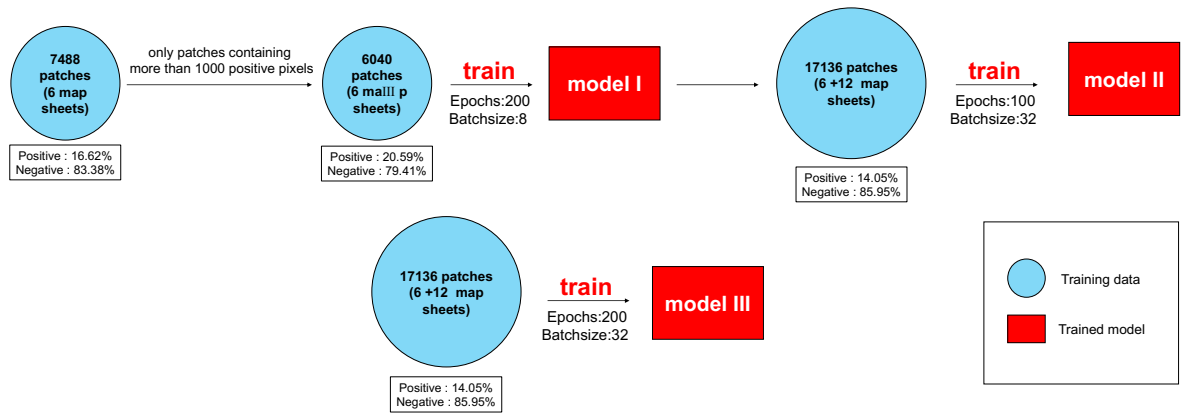 7488
patches
(6 map
sheets)
Positive : 16.62%
Negative : 83.38%
only patches containing
more than 1000 positive pixels
6040
patches
(6 maIII p
sheets)
Positive : 20.59%
Negative : 79.41%
train
Epochs:200
Batchsize:8
model I
17136 patches
(6 +12 map
sheets)
Positive : 14.05%
Negative : 85.95%
train
Epochs:100
Batchsize:32
model II
17136 patches
(6 +12 map
sheets)
Positive : 14.05%
Negative : 85.95%
train
Epochs:200
Batchsize:32
model III
Training data
Trained model